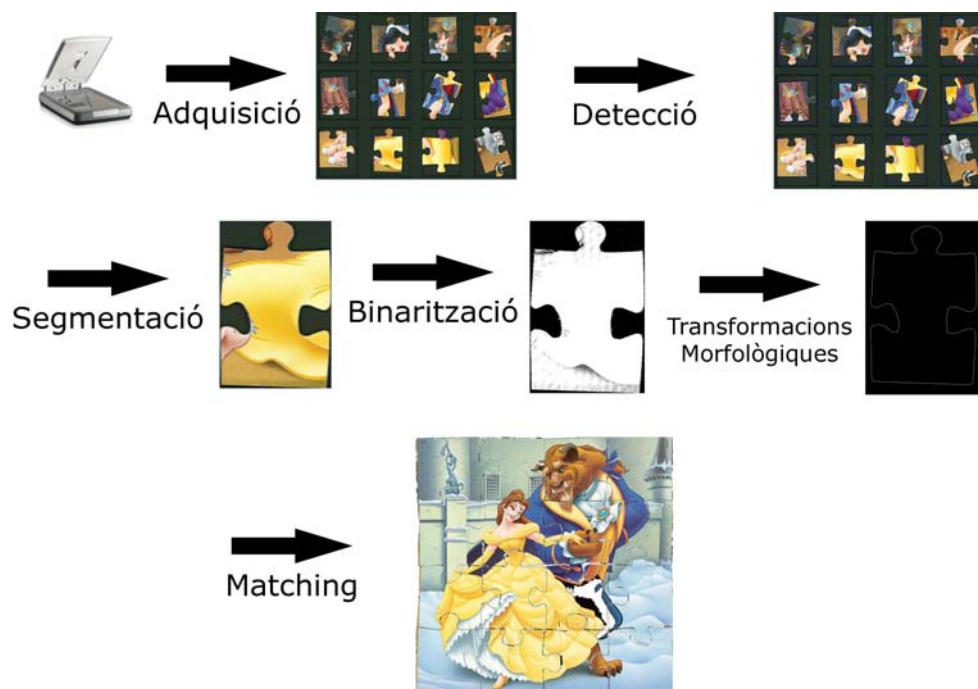 Adquisició
Detecció
Segmentació
Binarització
Transformacions
Morfològiques
Matching